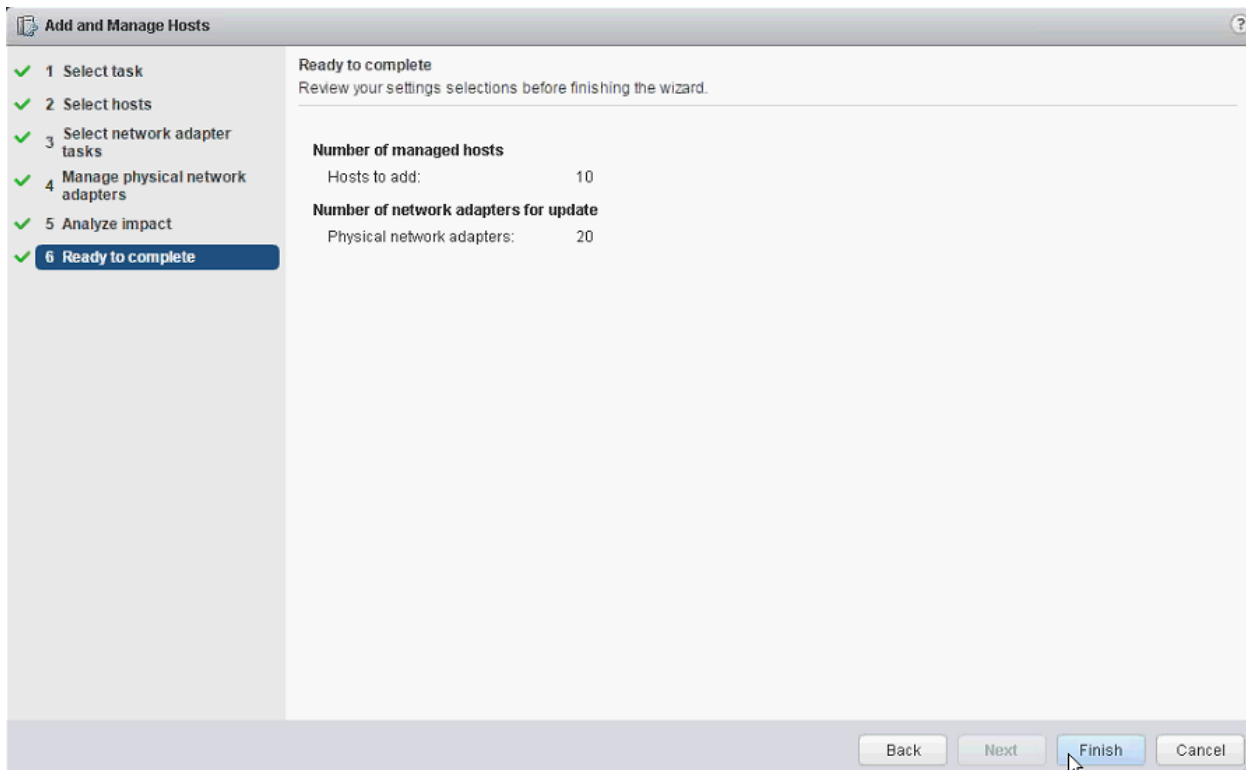 Add and Manage Hosts
?
1 Select task
2 Select hosts
3 Select network adapter
tasks
4 Manage physical network
adapters
5 Analyze impact
6 Ready to complete
Ready to complete
Review your settings selections before finishing the wizard.
Number of managed hosts
Hosts to add: 10
Number of network adapters for update
Physical network adapters: 20
Back Next Finish Cancel